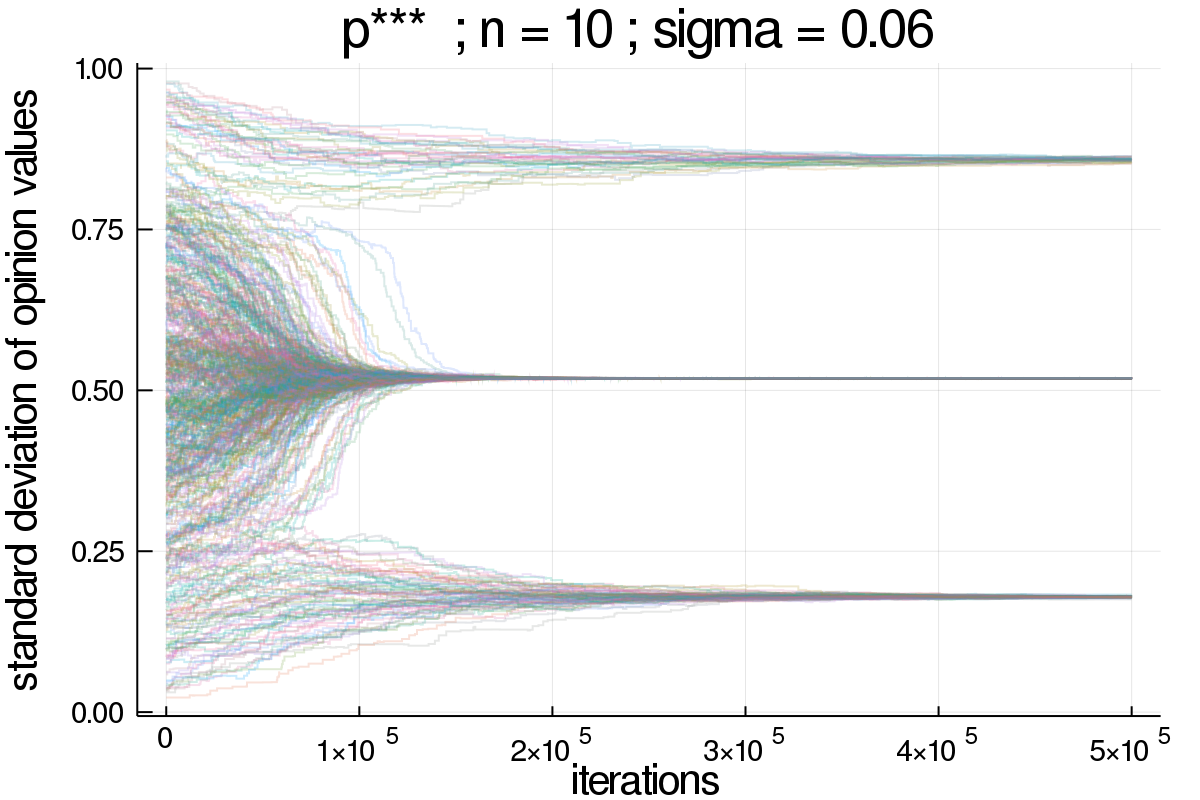 p*** ; n = 10 ; sigma = 0.06
standard deviation of opinion values
1.00
0.75
0.50
0.25
0.00
0 1×10 5 2×10 5 3×10 5 4×10 5 5×10 5
iterations